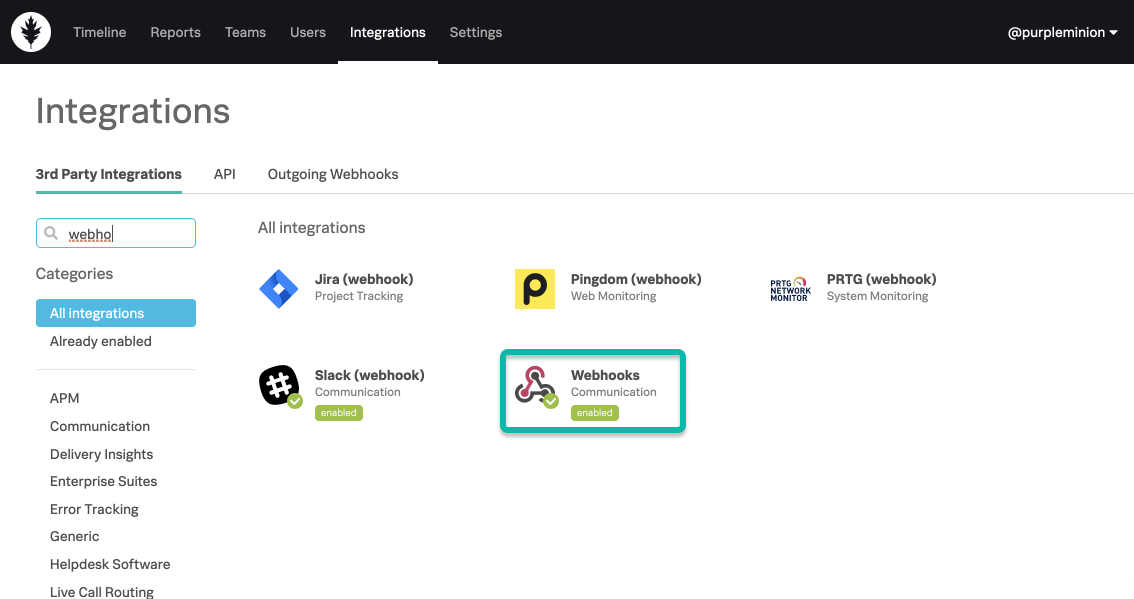 Timeline Reports Teams Users Integrations Settings @purpleminion
Integrations
3rd Party Integrations API Outgoing Webhooks
webho
All integrations
Categories
All integrations
Already enabled
APM
Communication
Delivery Insights
Enterprise Suites
Error Tracking
Generic
Helpdesk Software
Live Call Routing
Jira (webhook)
Project Tracking
Pingdom (webhook)
Web Monitoring
PRTG
NETWORK
MONITOR
PRTG (webhook)
System Monitoring
Slack (webhook)
Communication
enabled
Webhooks
Communication
enabled